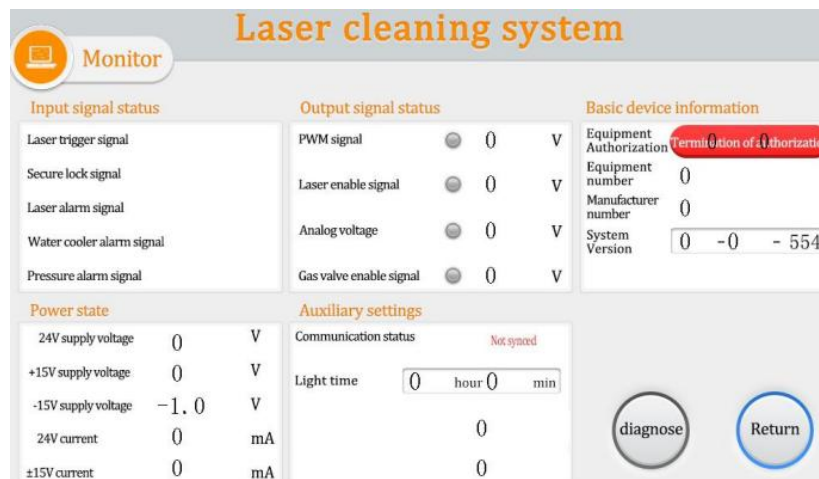 Laser cleaning system
Monitor
Input signal status
Laser trigger signal
Secure lock signal
Laser alarm signal
Water cooler alarm signal
Pressure alarm signal
Output signal status
PWM signal 0 V
Laser enable signal 0 V
Analog voltage 0 V
Gas valve enable signal 0 V
Basic device information
Equipment Authorization
Termination of authorizatio
0 0
Equipment number 0
Manufacturer number 0
System Version 0 -0 - 554
Power state
24V supply voltage 0 V
+15V supply voltage 0 V
-15V supply voltage -1.0 V
24V current 0 mA
±15V current 0 mA
Auxiliary settings
Communication status Not synced
Light time 0 hour 0 min
0
0
diagnose
Return